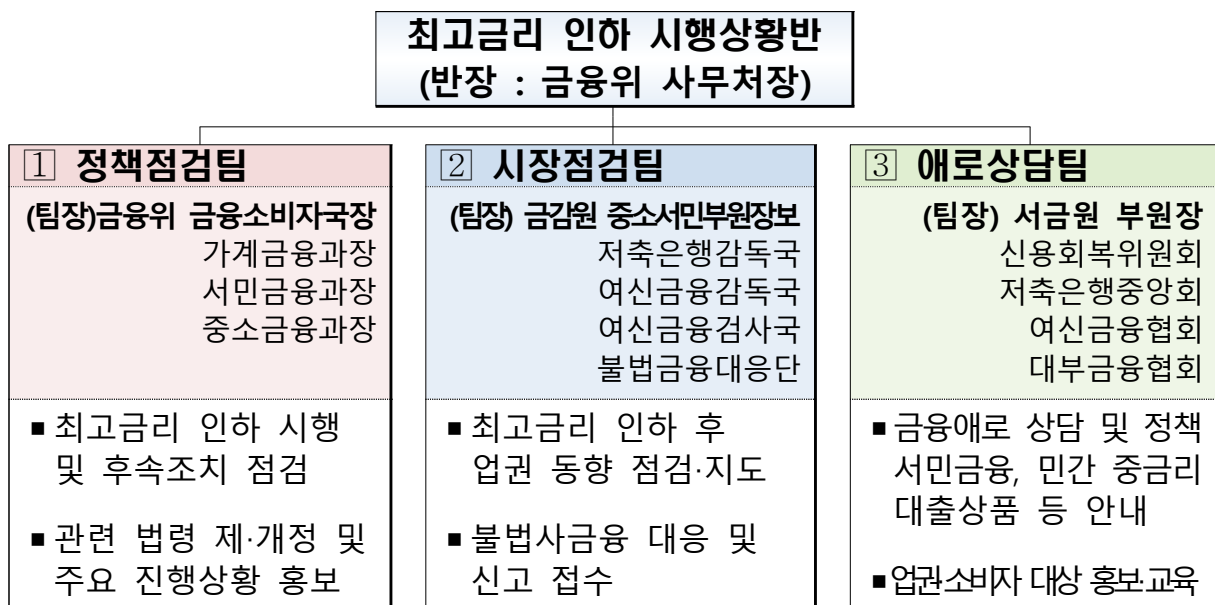 최고금리 인하 시행상황반
(반장 : 금융위 사무처장)
1 정책점검팀
(팀장)금융위 금융소비자국장
가계금융과장
서민금융과장
중소금융과장
▪최고금리 인하 시행
및 후속조치 점검
▪관련 법령 제·개정 및
주요 진행상황 홍보
2 시장점검팀
(팀장) 금감원 중소서민부원장보
저축은행감독국
여신금융감독국
여신금융검사국
불법금융대응단
▪최고금리 인하 후
업권 동향 점검·지도
▪불법사금융 대응 및
신고 접수
3 애로상담팀
(팀장) 서금원 부원장
신용회복위원회
저축은행중앙회
여신금융협회
대부금융협회
▪금융애로 상담 및 정책
서민금융, 민간 중금리
대출상품 등 안내
▪업권·소비자 대상 홍보·교육